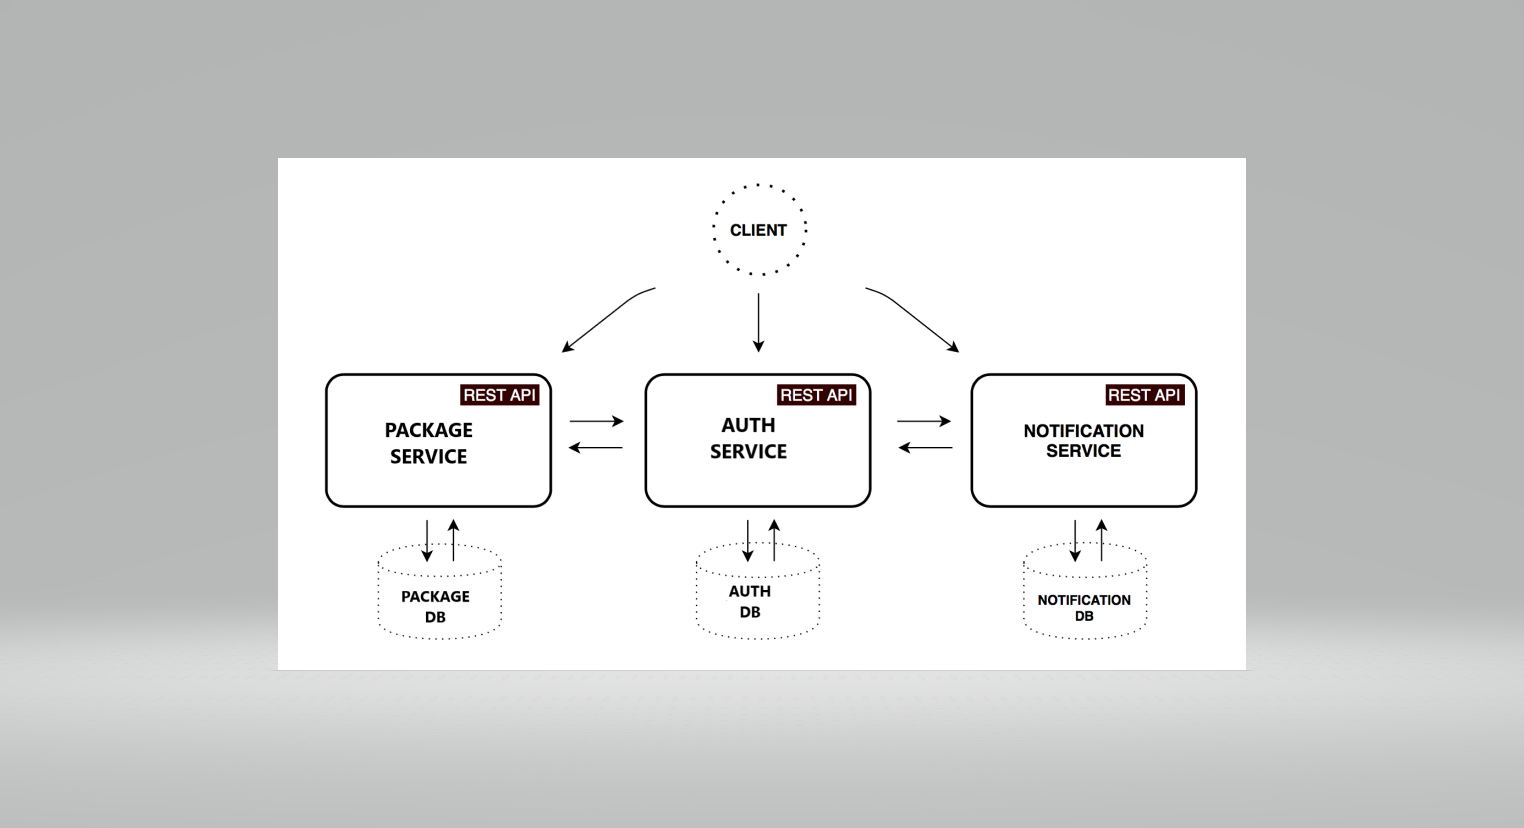 CLIENT
REST API
PACKAGE
SERVICE
REST API
AUTH
SERVICE
REST API
NOTIFICATION
SERVICE
PACKAGE
DB
AUTH
DB
NOTIFICATION
DB